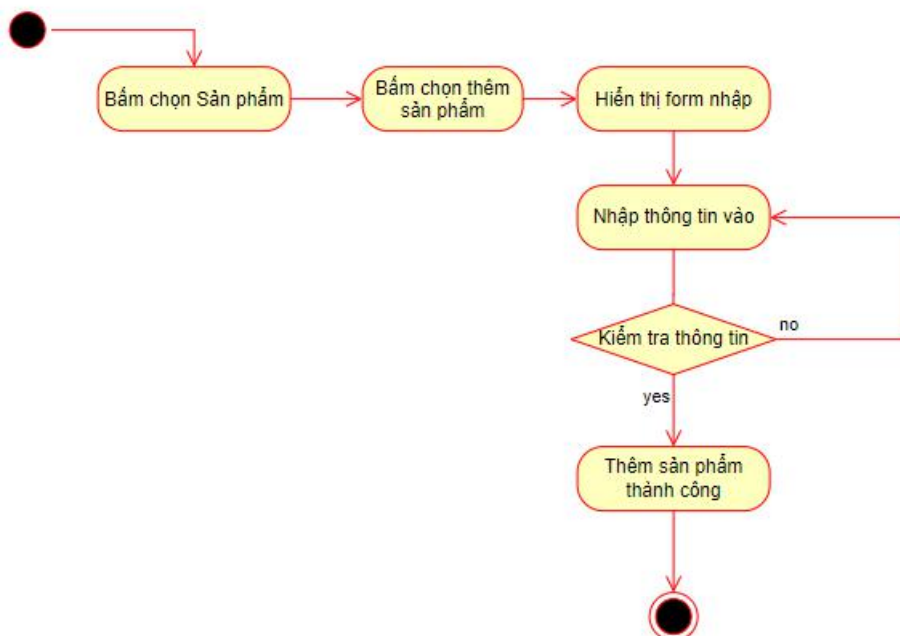 Bấm chọn Sản phẩm
Bấm chọn thêm
sản phẩm
Hiển thị form nhập
Nhập thông tin vào
Kiểm tra thông tin
no
yes
Thêm sản phẩm
thành công